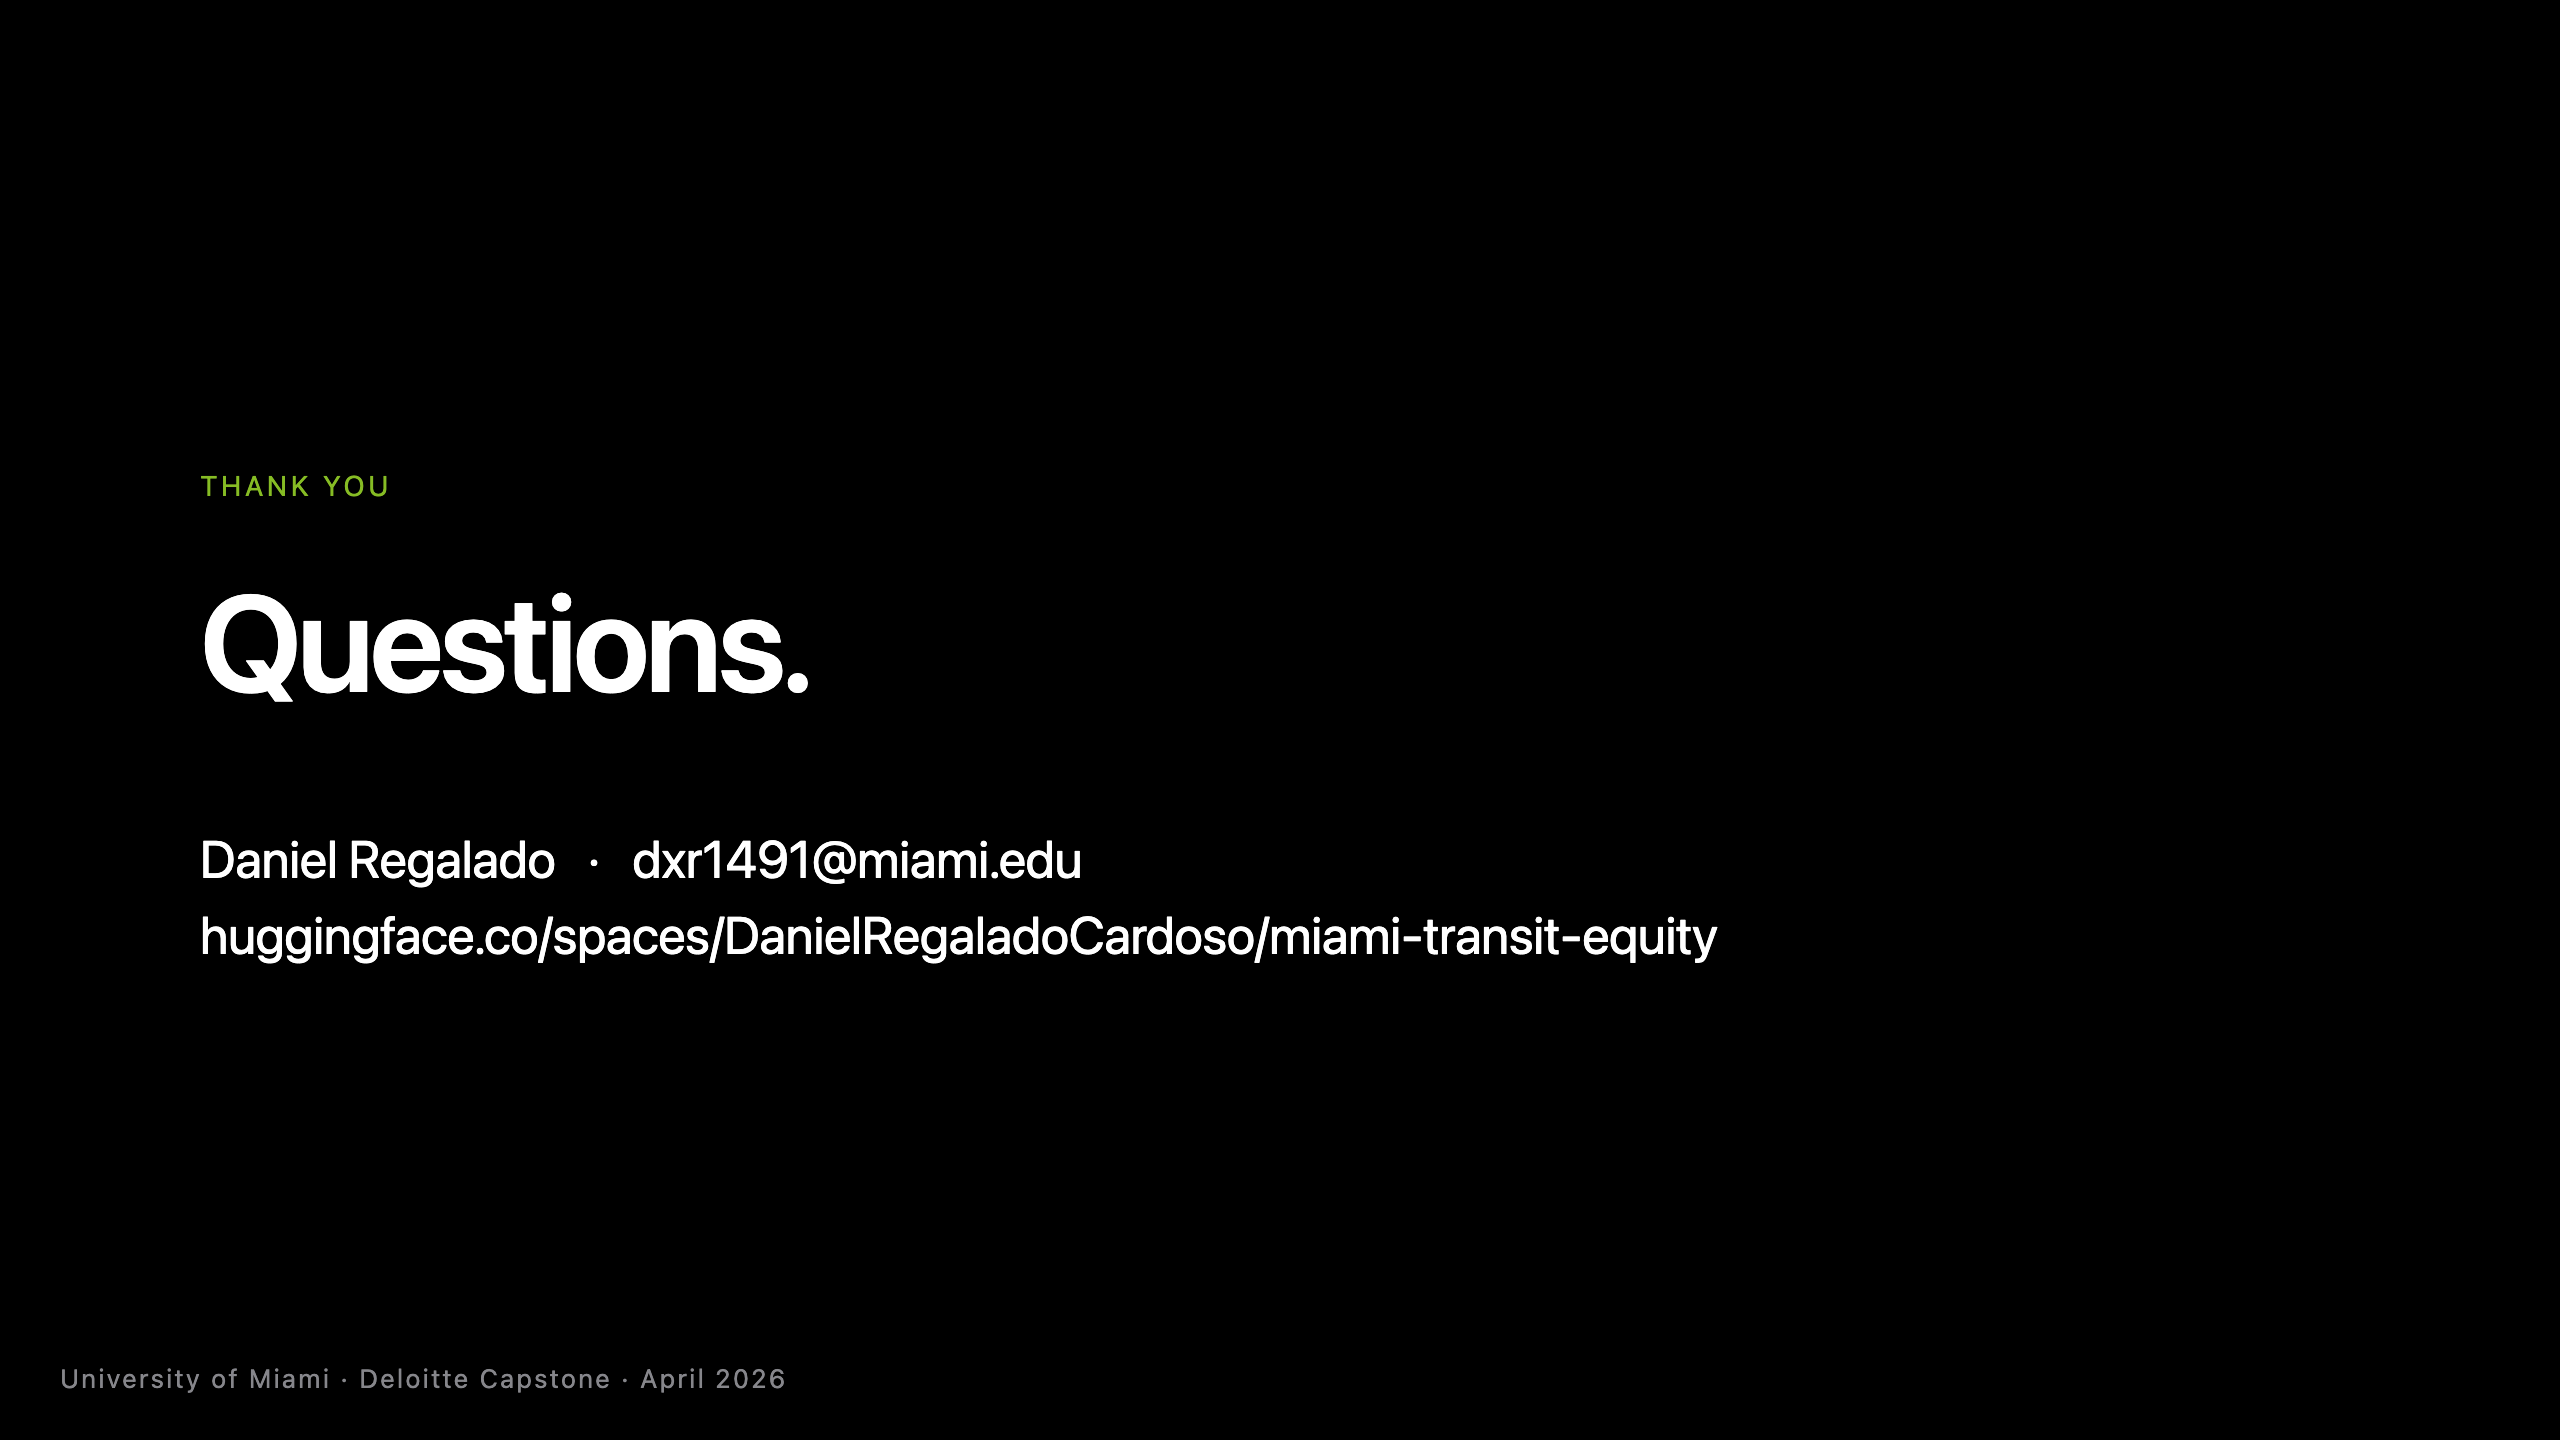 THANK YOU
Questions.
Daniel Regalado · dxr1491@miami.edu
huggingface.co/spaces/DanielRegaladoCardoso/miami-transit-equity
University of Miami · Deloitte Capstone · April 2026